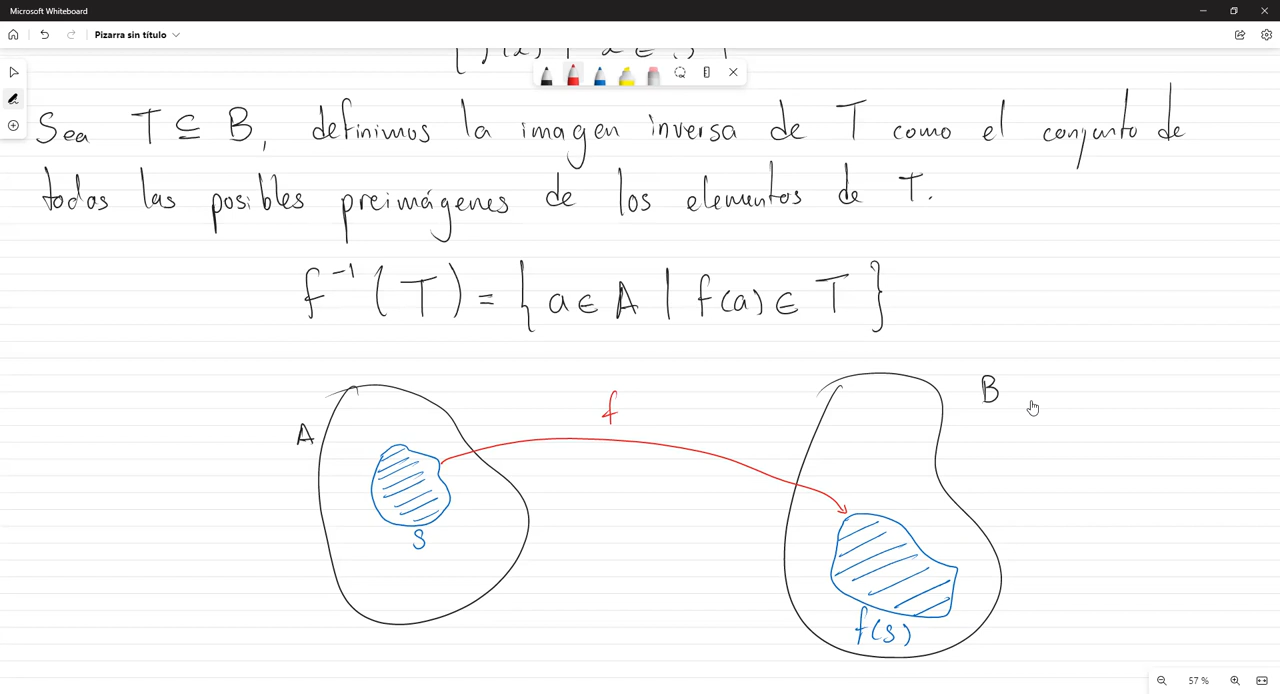 Microsoft Whiteboard
Pizarra sin título
Sea T ⊆ B, definimos la imagen inversa de T como el conjunto de
todas las posibles preimágenes de los elementos de T.
f⁻¹(T) = { a ∈ A | f(a) ∈ T }
f
B
A
S
f(S)
57 %